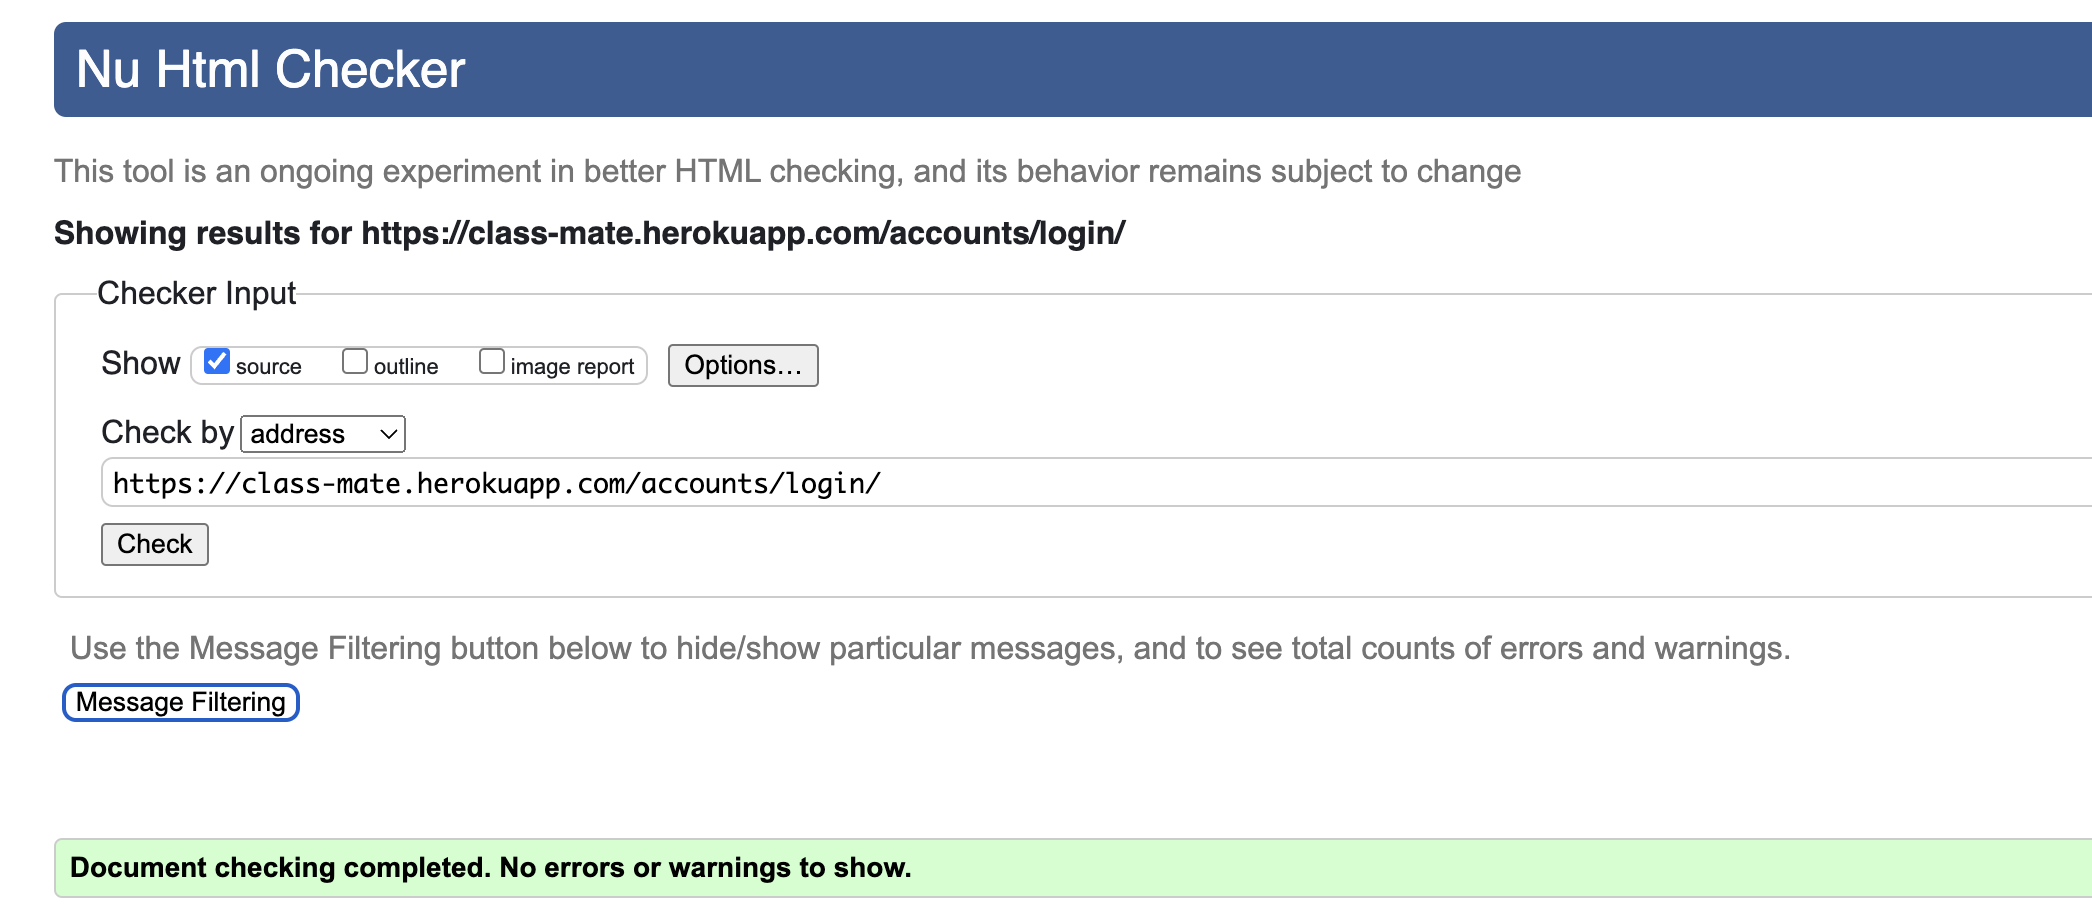 Nu Html Checker
This tool is an ongoing experiment in better HTML checking, and its behavior remains subject to change
Showing results for https://class-mate.herokuapp.com/accounts/login/
Checker Input
Show source outline image report Options...
Check by address
https://class-mate.herokuapp.com/accounts/login/
Check
Use the Message Filtering button below to hide/show particular messages, and to see total counts of errors and warnings.
Message Filtering
Document checking completed. No errors or warnings to show.